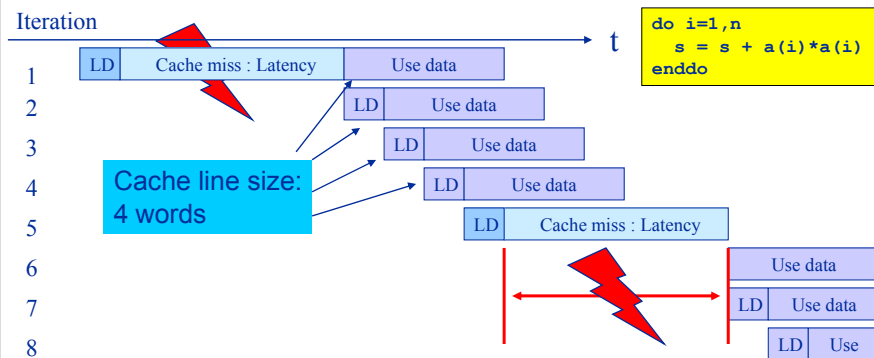 Iteration
t
do i=1,n
s = s + a(i)*a(i)
enddo
1
LD
Cache miss : Latency
Use data
2
LD
Use data
3
LD
Use data
4
LD
Use data
Cache line size:
4 words
5
LD
Cache miss : Latency
6
Use data
7
LD
Use data
8
LD
Use